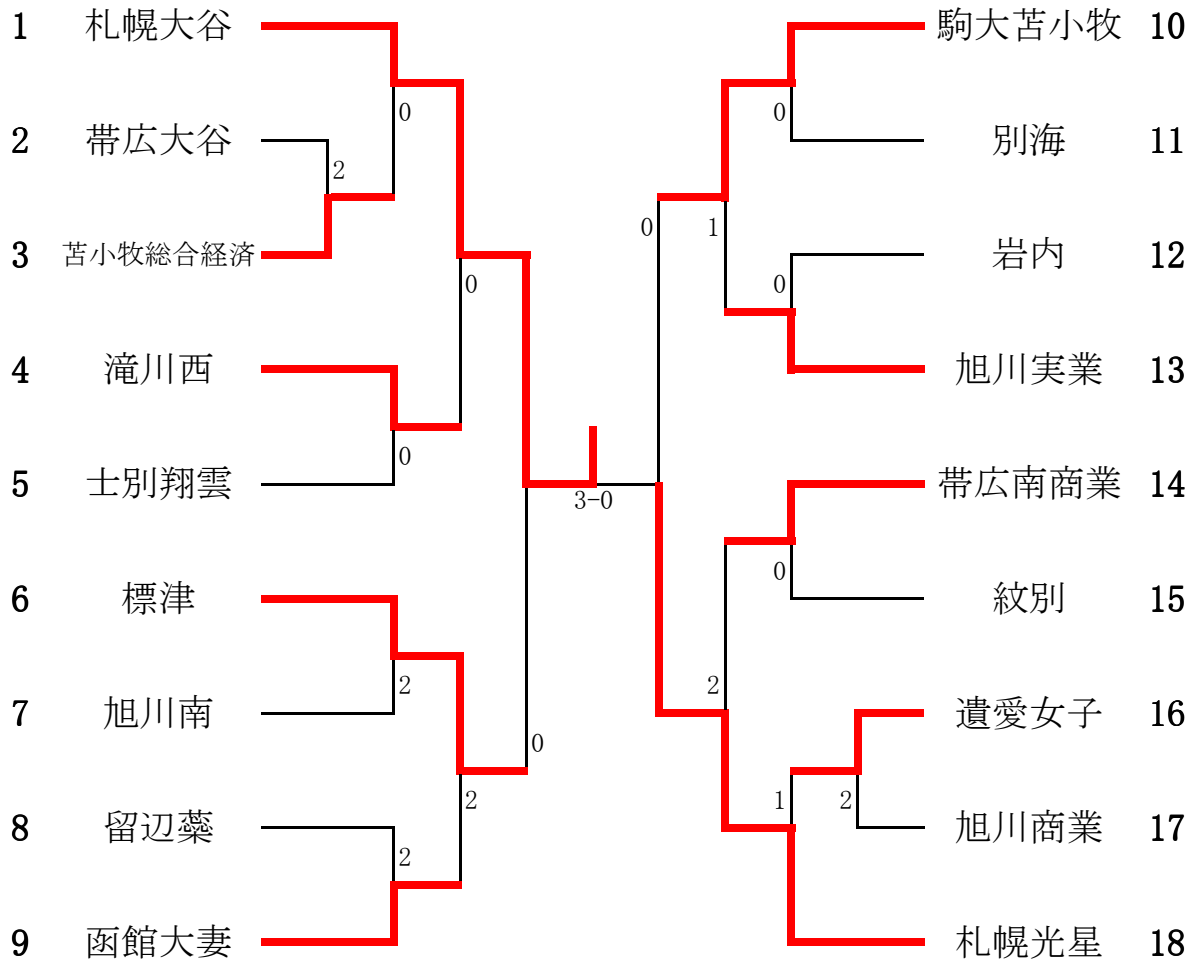 1 札幌大谷
2 帯広大谷
3 苫小牧総合経済
4 滝川西
5 士別翔雲
6 標津
7 旭川南
8 留辺蘂
9 函館大妻
0
2
0
0
2
0
2
2
3-0
0
1
0
0
0
2
1
2
駒大苫小牧 10
別海 11
岩内 12
旭川実業 13
帯広南商業 14
紋別 15
遺愛女子 16
旭川商業 17
札幌光星 18